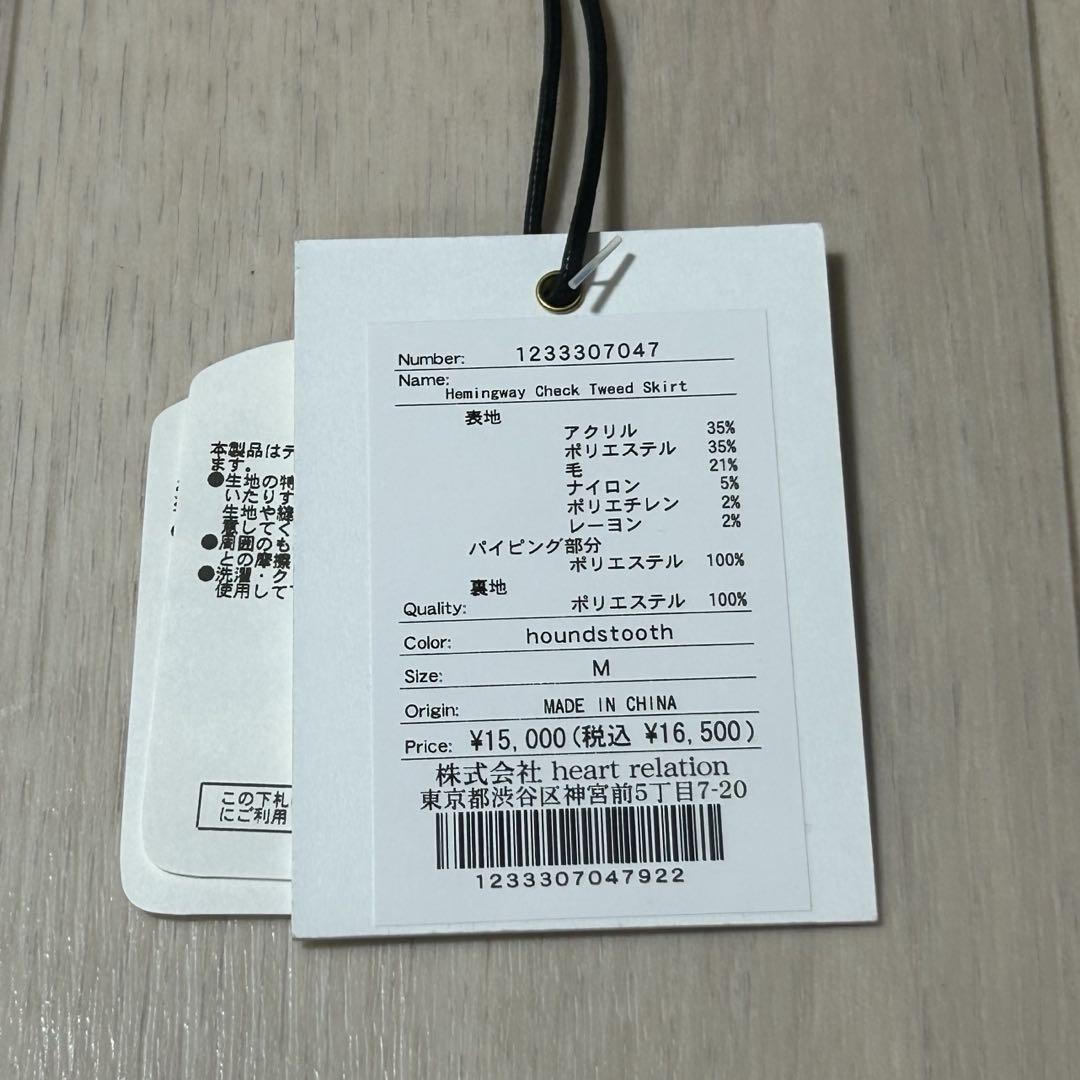 Number: 1233307047
Name: Hemingway Check Tweed Skirt
表地
アクリル 35%
ポリエステル 35%
毛 21%
ナイロン 5%
ポリエチレン 2%
レーヨン 2%
パイピング部分
ポリエステル 100%
裏地
Quality: ポリエステル 100%
Color: houndstooth
Size: M
Origin: MADE IN CHINA
Price: ¥15,000(税込 ¥16,500)
株式会社 heart relation
東京都渋谷区神宮前5丁目7-20
1233307047922
本製品はデ
ます。
●生地の特
いたりす
生地や縫
意してく
●周囲のも
との摩擦
●洗濯・ク
使用して
この下札
にご利用